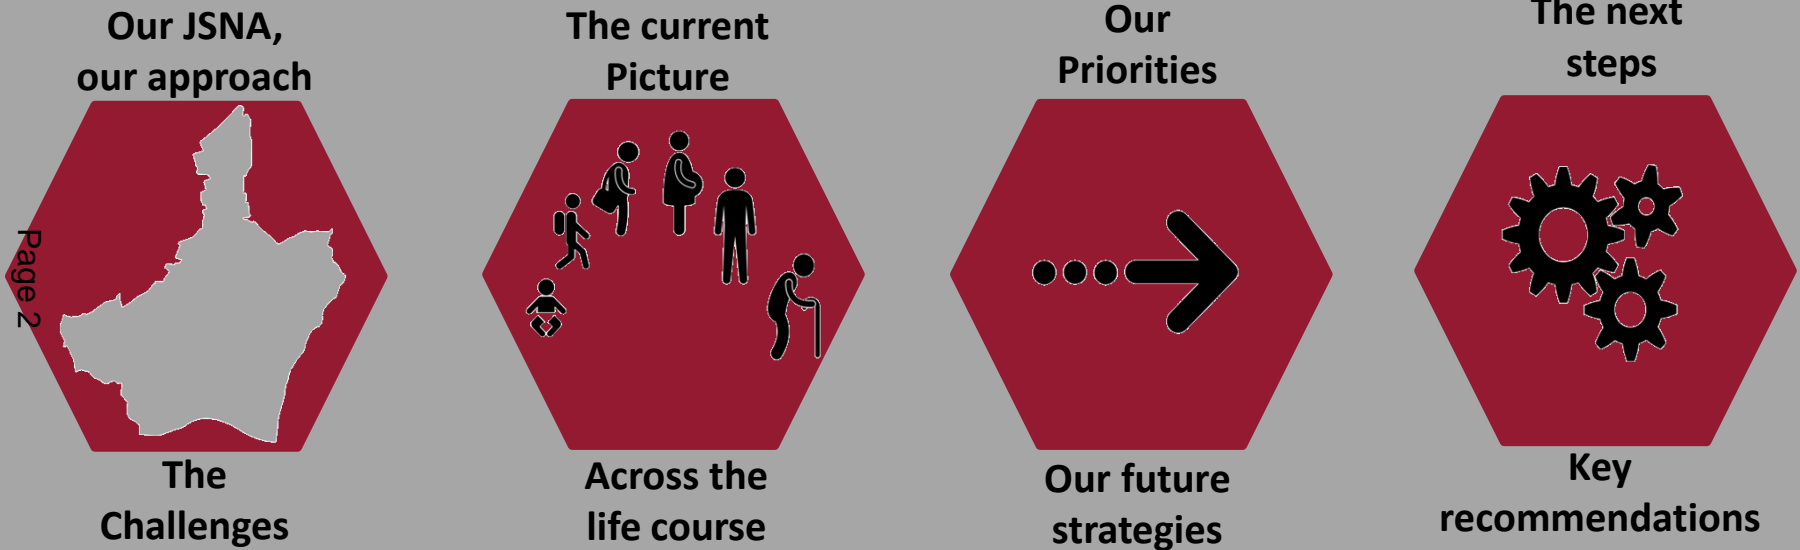 Our JSNA,
our approach
The
Challenges
The current
Picture
Across the
life course
Our
Priorities
Our future
strategies
The next
steps
Key
recommendations
Page 2